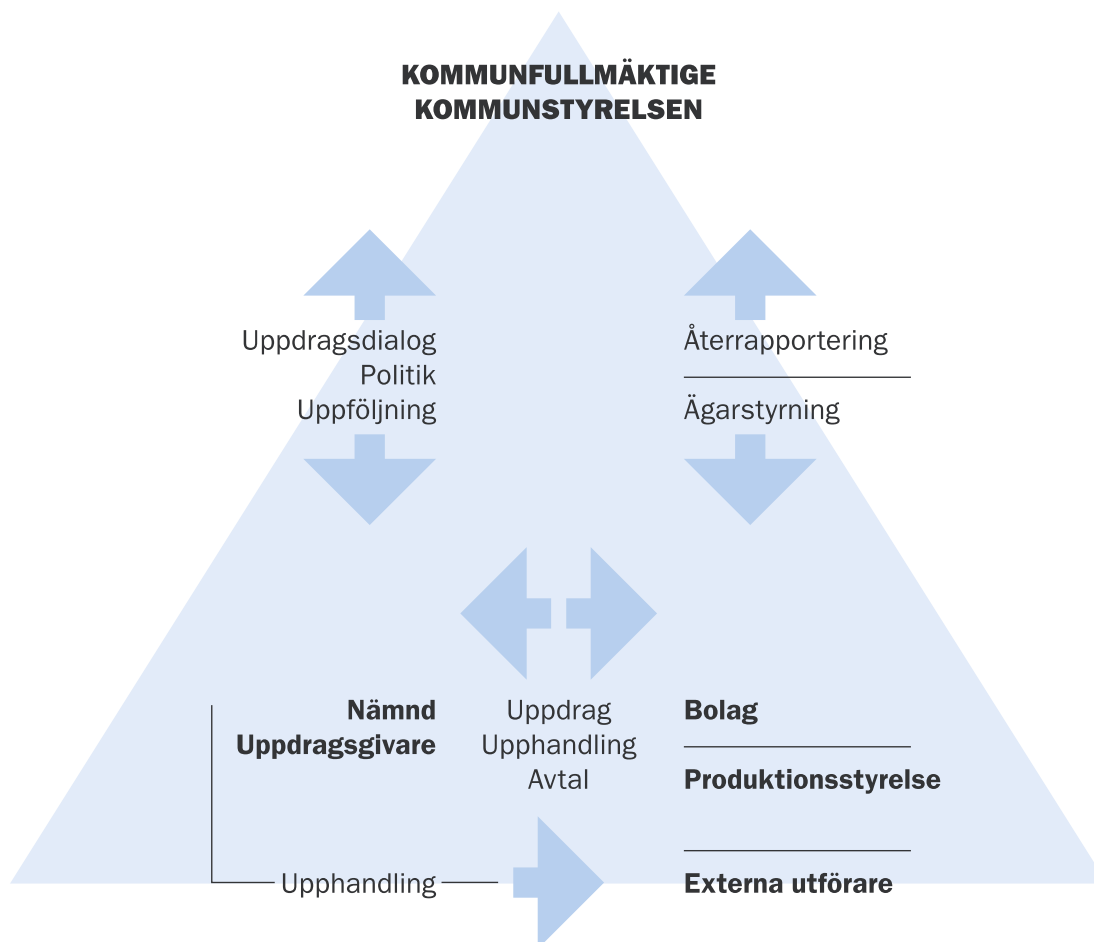 KOMMUNFULLMÄKTIGE
KOMMUNSTYRELSEN
Uppdragsdialog
Politik
Uppföljning
Återrapportering
Ägarstyrning
Nämnd
Uppdragsgivare
Uppdrag
Upphandling
Avtal
Bolag
Produktionsstyrelse
Upphandling
Externa utförare